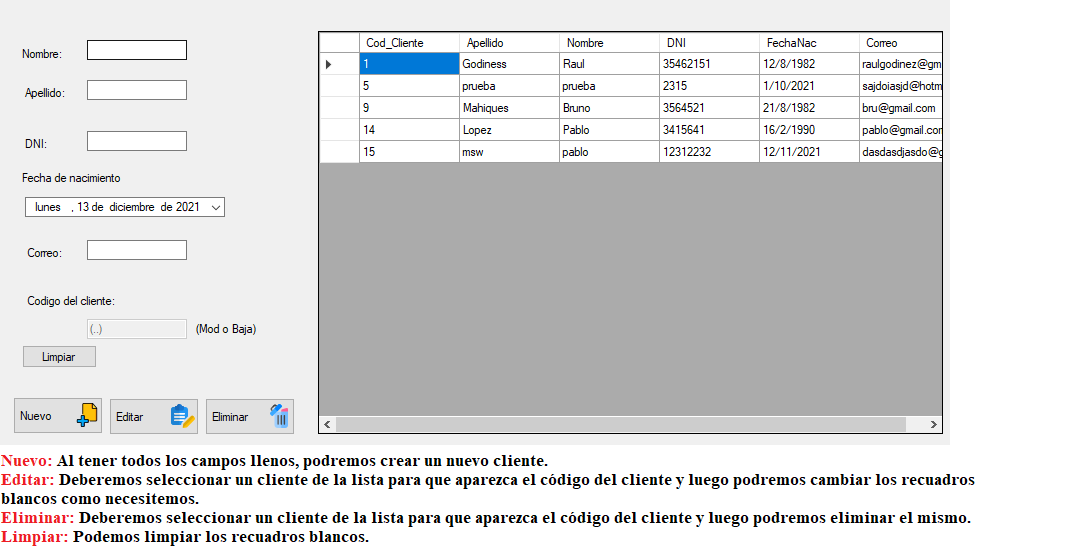 Nombre:
Apellido:
DNI:
Fecha de nacimiento
lunes , 13 de diciembre de 2021
Correo:
Codigo del cliente:
(..) (Mod o Baja)
Limpiar
Nuevo Editar Eliminar
Cod_Cliente Apellido Nombre DNI FechaNac Correo
1 Godiness Raul 35462151 12/8/1982 raulgodinez@gm
5 prueba prueba 2315 1/10/2021 sajdoiasjd@hotm
9 Mahiques Bruno 3564521 21/8/1982 bru@gmail.com
14 Lopez Pablo 3415641 16/2/1990 pablo@gmail.cor
15 msw pablo 12312232 12/11/2021 dasdasdjasdo@g
Nuevo: Al tener todos los campos llenos, podremos crear un nuevo cliente.
Editar: Deberemos seleccionar un cliente de la lista para que aparezca el código del cliente y luego podremos cambiar los recuadros
blancos como necesitemos.
Eliminar: Deberemos seleccionar un cliente de la lista para que aparezca el código del cliente y luego podremos eliminar el mismo.
Limpiar: Podemos limpiar los recuadros blancos.